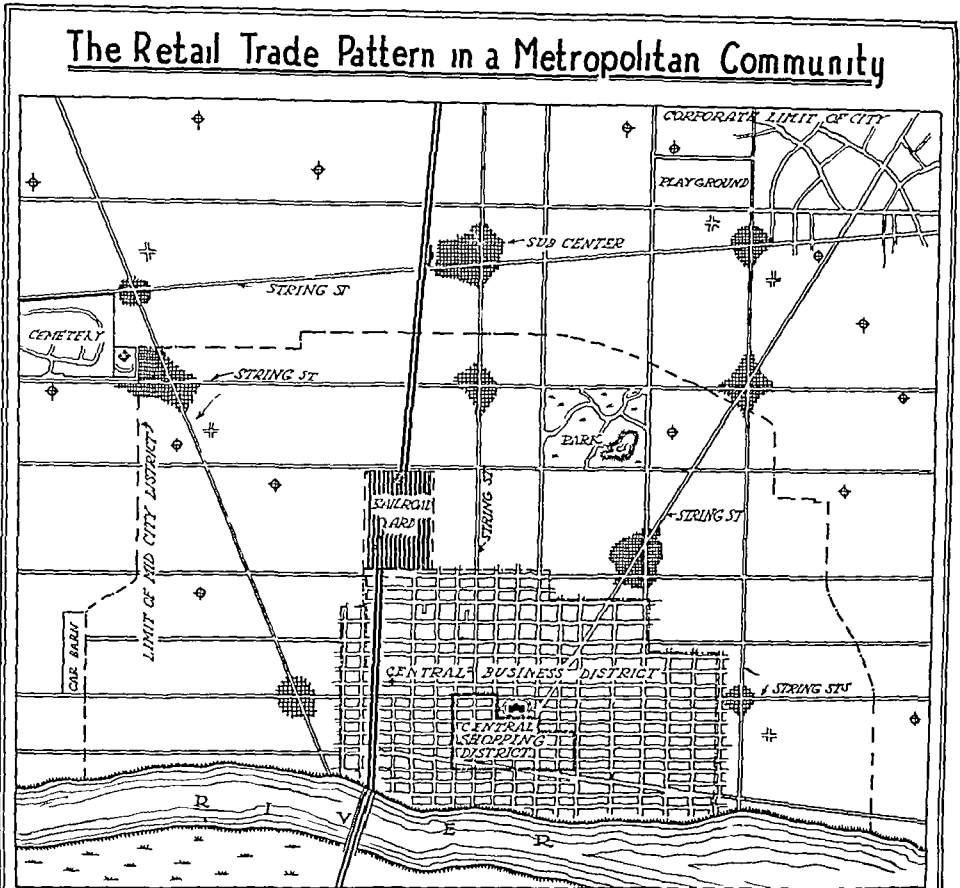 The Retail Trade Pattern in a Metropolitan Community
CORPORATE LIMIT OF CITY
PLAYGROUND
SUB CENTER
STRING ST
CEMETERY
STRING ST
PARK
LIMIT OF MID CITY DISTRICT
RAILROAD
YARD
STRING ST
STRING ST
CAR BARN
CENTRAL BUSINESS DISTRICT
STRING STS
CENTRAL
SHOPPING
DISTRICT
RIVER